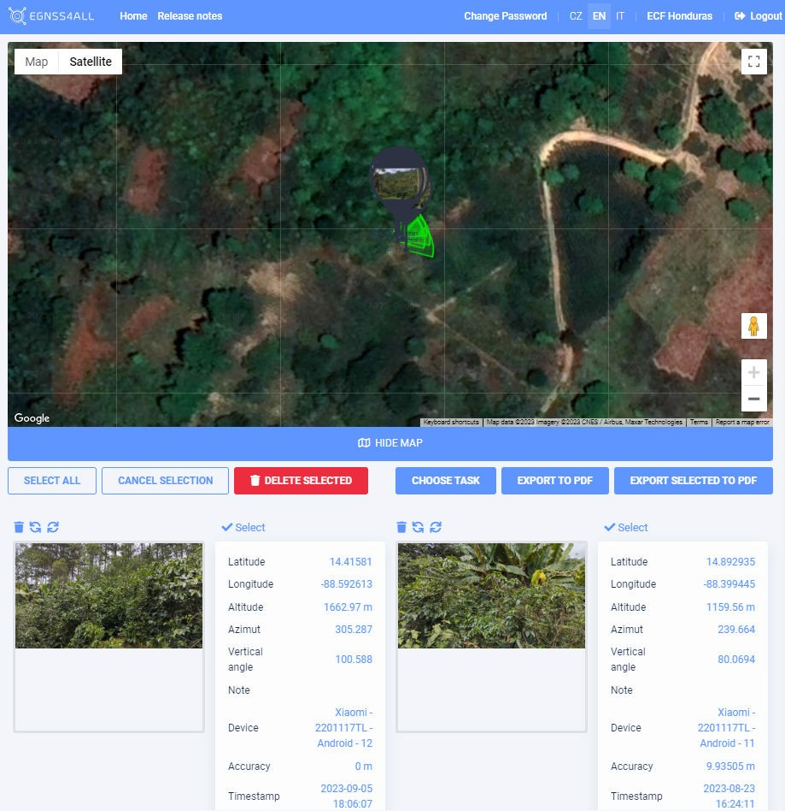 EGNSS4ALL Home Release notes Change Password CZ EN IT ECF Honduras Logout
Map Satellite
Google
Keyboard shortcuts Map data ©2023 Imagery ©2023 CNES / Airbus, Maxar Technologies Terms Report a map error
HIDE MAP
SELECT ALL CANCEL SELECTION DELETE SELECTED CHOOSE TASK EXPORT TO PDF EXPORT SELECTED TO PDF
Select
Latitude 14.41581
Longitude -88.592613
Altitude 1662.97 m
Azimut 305.287
Vertical
angle 100.588
Note
Device Xiaomi -
2201117TL -
Android - 12
Accuracy 0 m
Timestamp 2023-09-05
18:06:07
Select
Latitude 14.892935
Longitude -88.399445
Altitude 1159.56 m
Azimut 239.664
Vertical
angle 80.0694
Note
Device Xiaomi -
2201117TL -
Android - 11
Accuracy 9.93505 m
Timestamp 2023-08-23
16:24:11